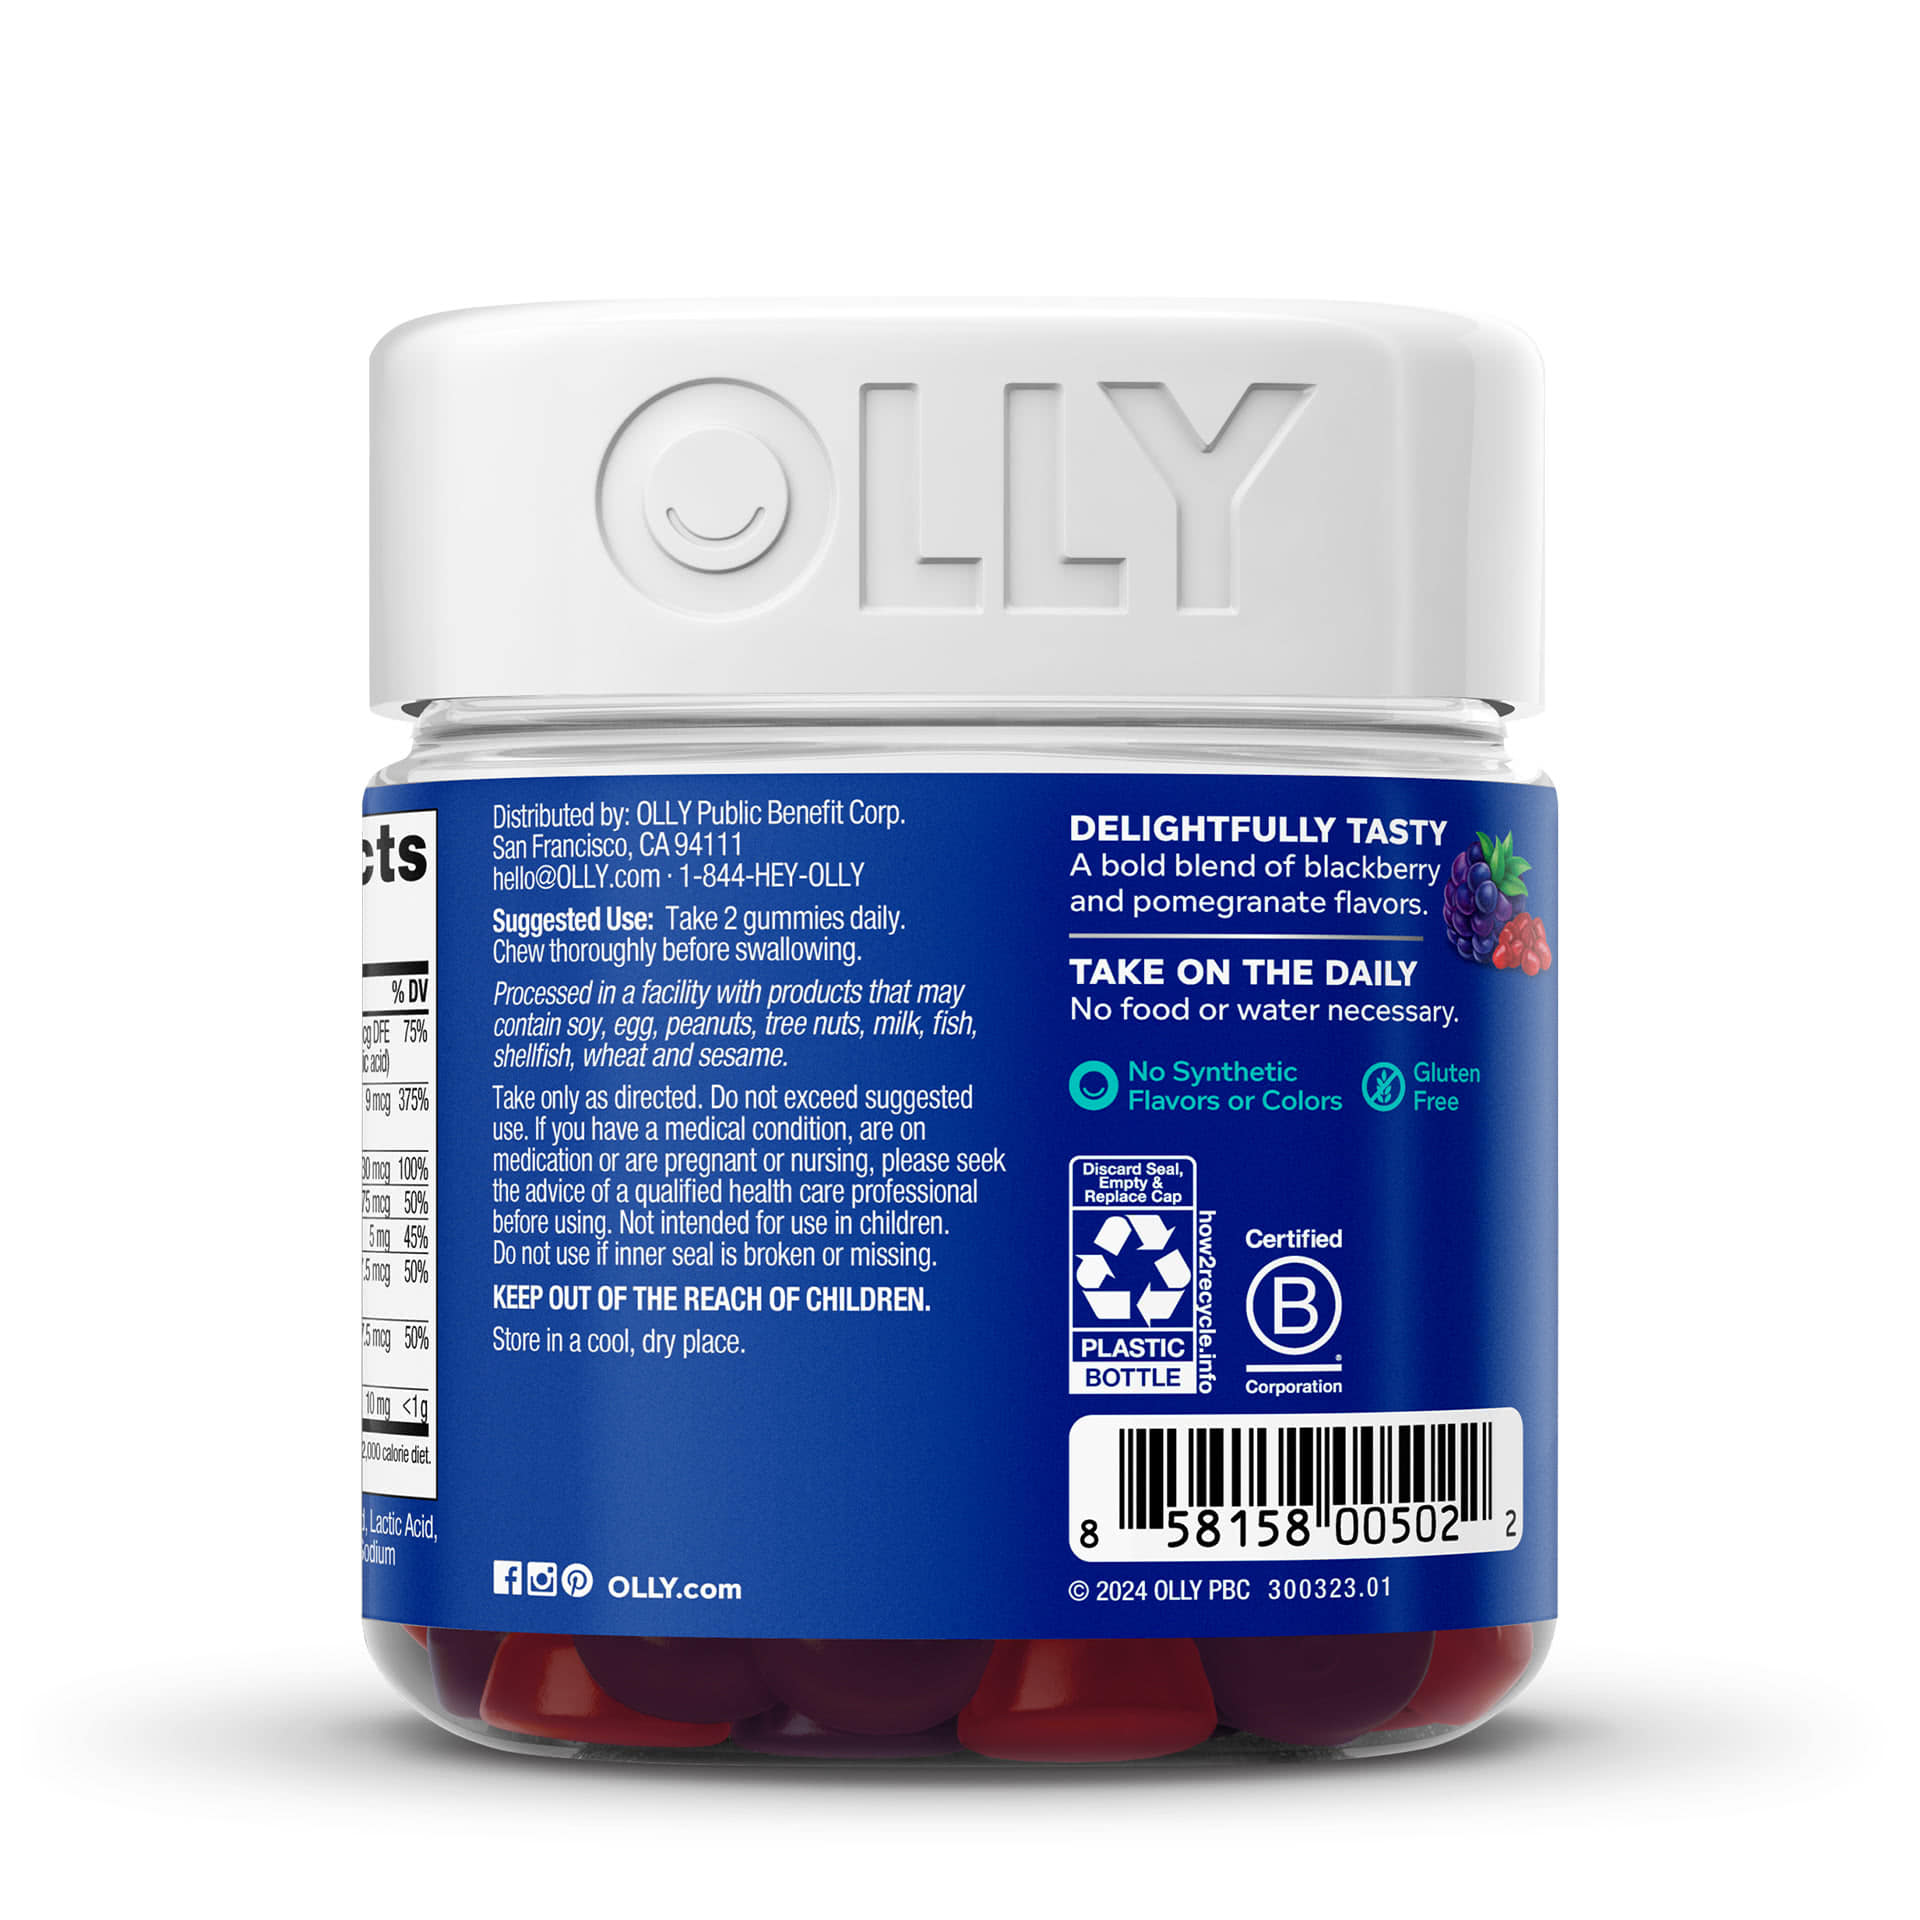 OLLY
cts
% DV
DFE 75%
acid)
9 mcg 375%
mcg 100%
mcg 50%
5 mg 45%
.5 mcg 50%
.5 mcg 50%
10 mg <1g
2,000 calorie diet.
Lactic Acid,
Sodium
Distributed by: OLLY Public Benefit Corp.
San Francisco, CA 94111
hello@OLLY.com · 1-844-HEY-OLLY
Suggested Use: Take 2 gummies daily.
Chew thoroughly before swallowing.
Processed in a facility with products that may
contain soy, egg, peanuts, tree nuts, milk, fish,
shellfish, wheat and sesame.
Take only as directed. Do not exceed suggested
use. If you have a medical condition, are on
medication or are pregnant or nursing, please seek
the advice of a qualified health care professional
before using. Not intended for use in children.
Do not use if inner seal is broken or missing.
KEEP OUT OF THE REACH OF CHILDREN.
Store in a cool, dry place.
OLLY.com
DELIGHTFULLY TASTY
A bold blend of blackberry
and pomegranate flavors.
TAKE ON THE DAILY
No food or water necessary.
No Synthetic
Flavors or Colors
Gluten
Free
Discard Seal,
Empty &
Replace Cap
PLASTIC
BOTTLE
how2recycle.info
Certified
B
®
Corporation
8 58158 00502 2
© 2024 OLLY PBC 300323.01